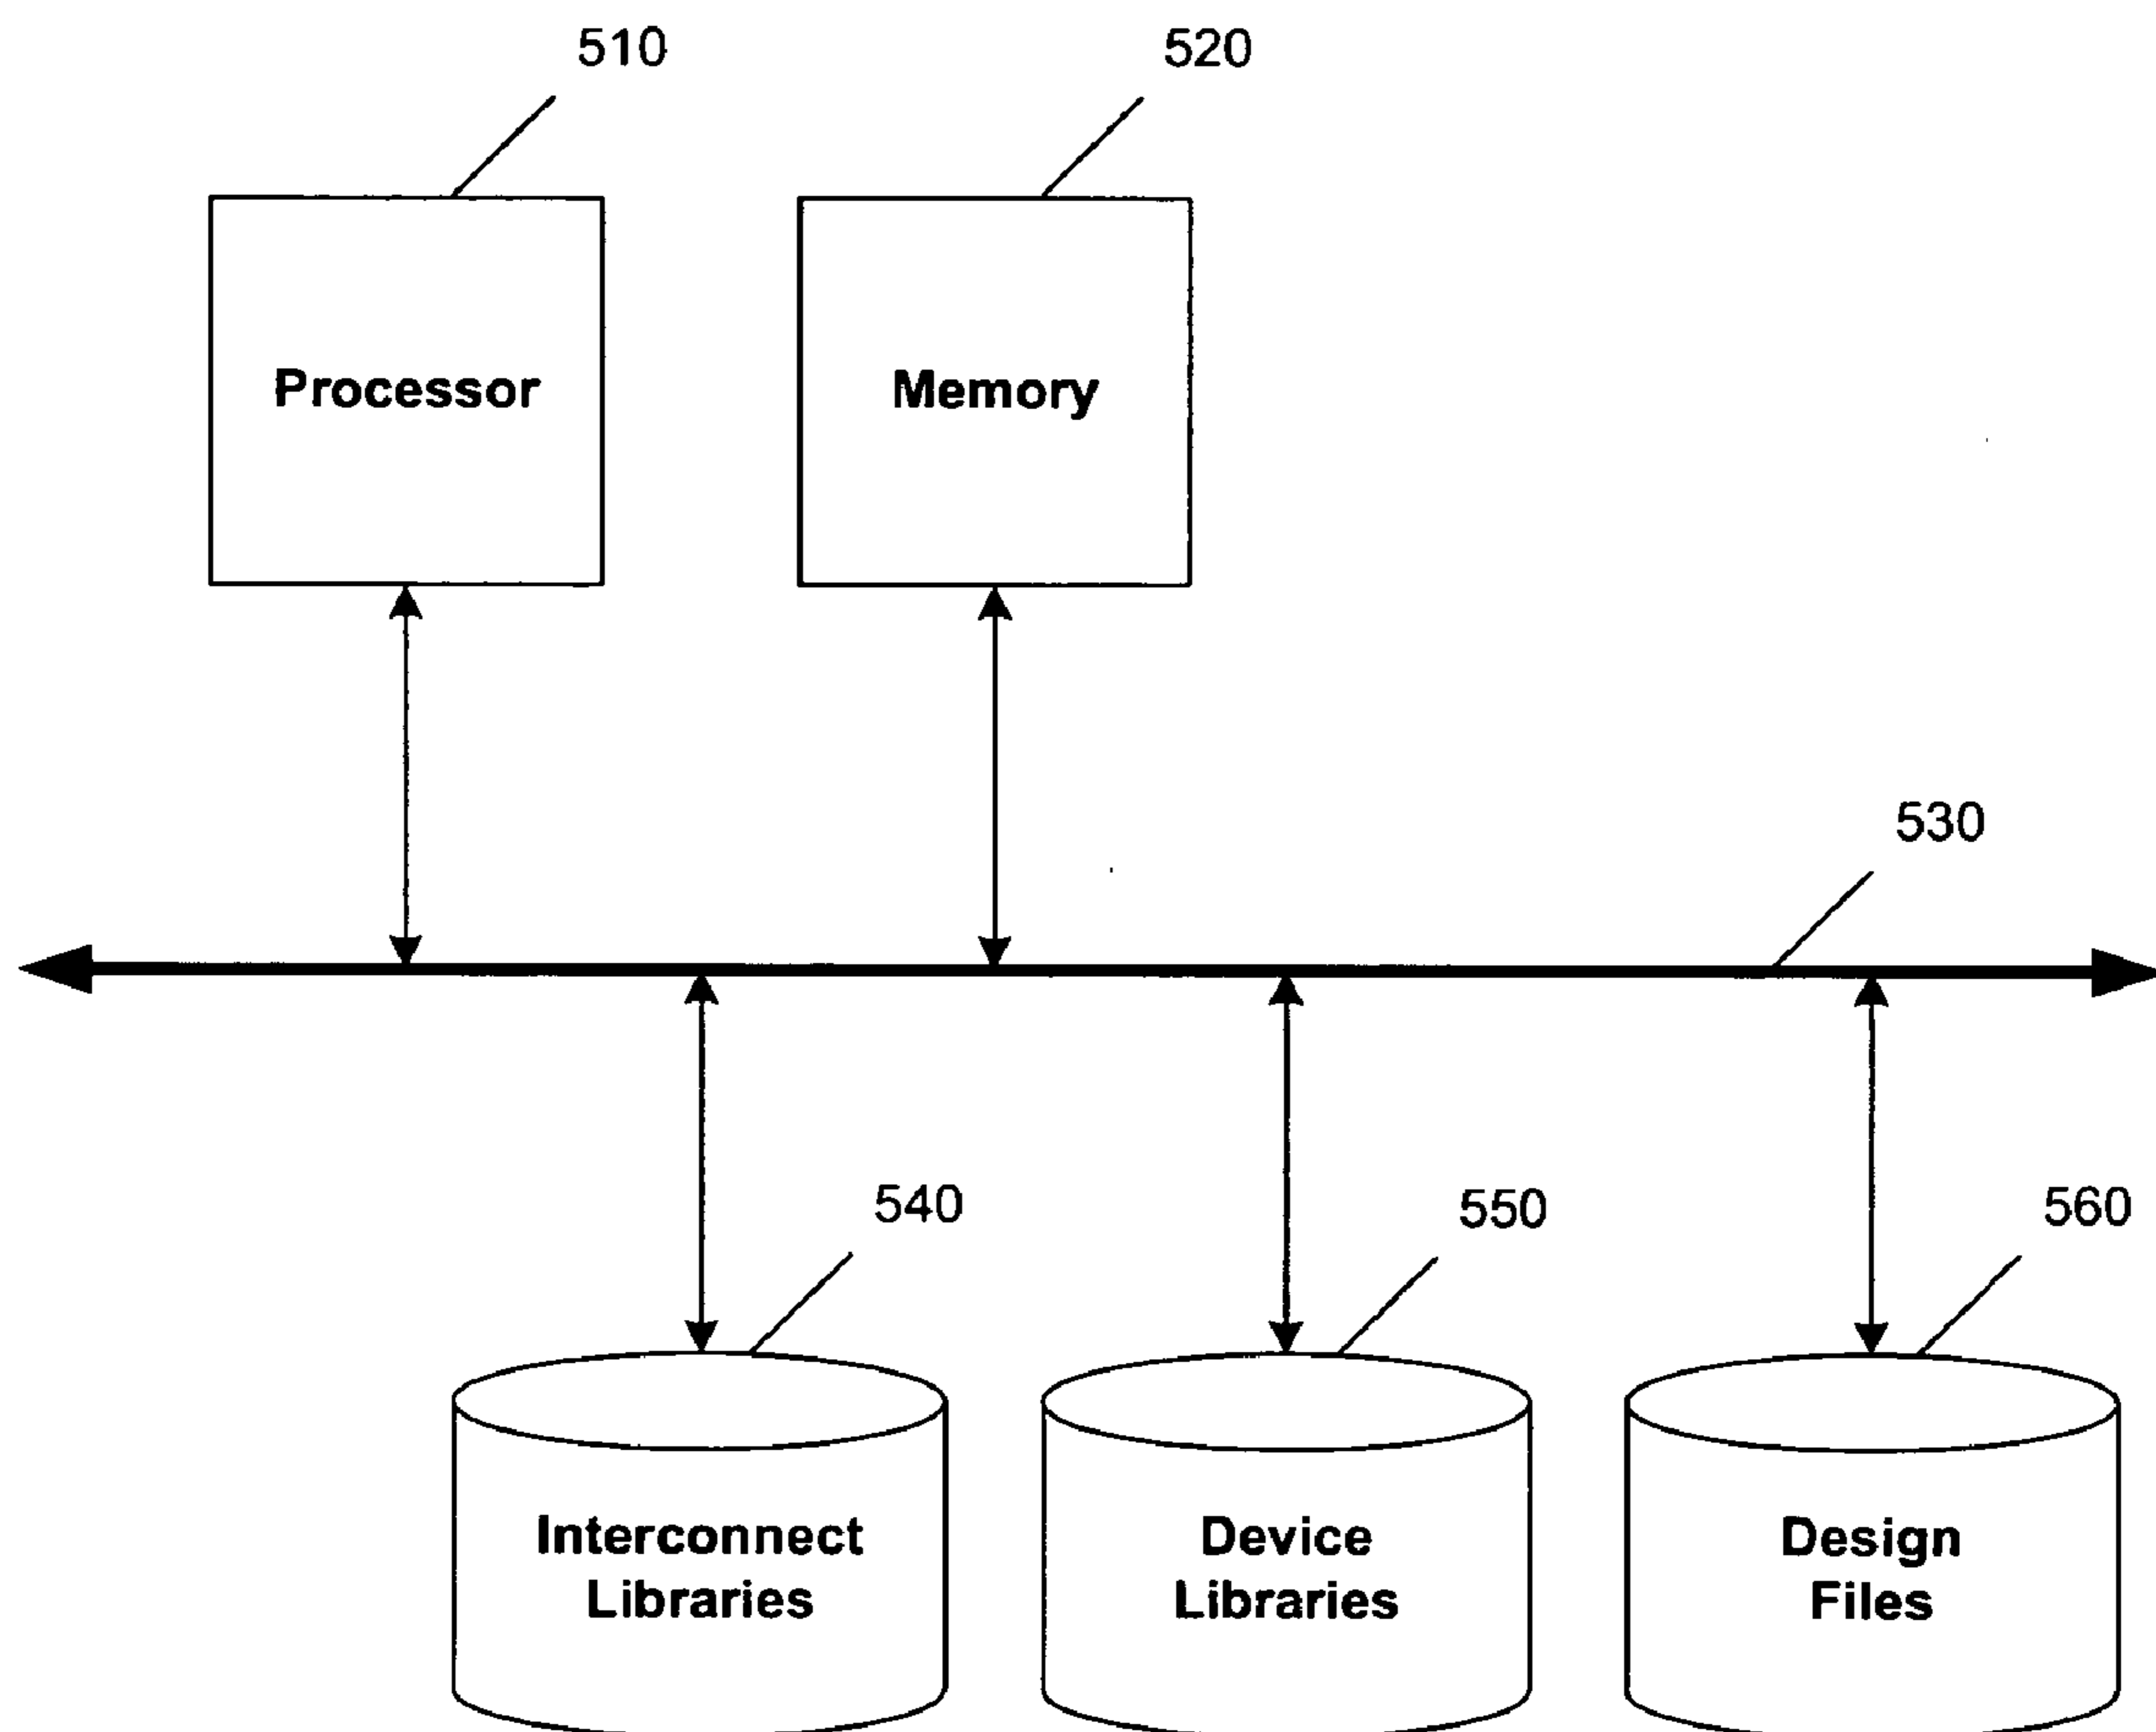 510
520
Processor
Memory
530
540
550
560
Interconnect
Libraries
Device
Libraries
Design
Files